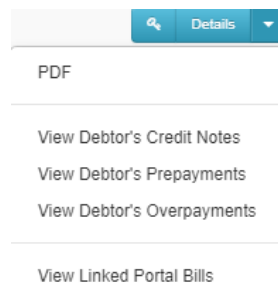 Details
PDF
View Debtor's Credit Notes
View Debtor's Prepayments
View Debtor's Overpayments
View Linked Portal Bills